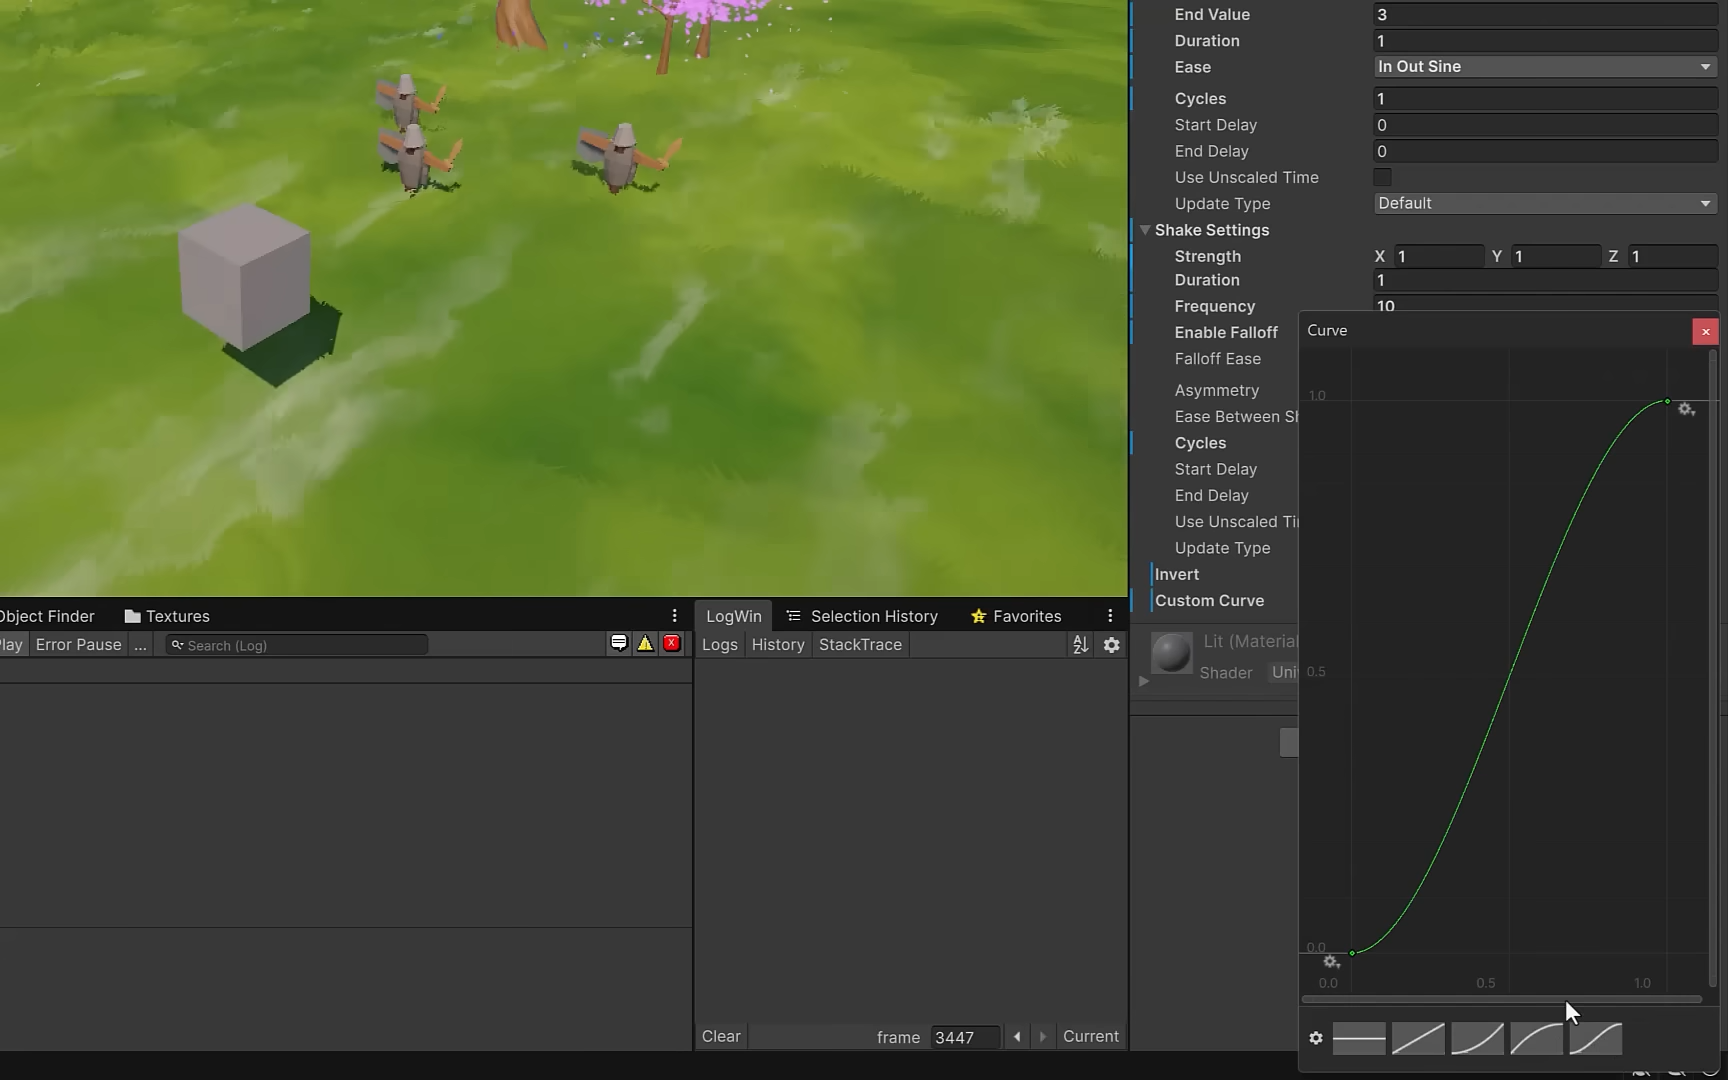 End Value 3
Duration 1
Ease In Out Sine
Cycles 1
Start Delay 0
End Delay 0
Use Unscaled Time
Update Type Default
Shake Settings
Strength X 1 Y 1 Z 1
Duration 1
Frequency 10
Enable Falloff
Falloff Ease
Asymmetry
Ease Between Sh
Cycles
Start Delay
End Delay
Use Unscaled Ti
Update Type
Invert
Custom Curve
Lit (Material
Shader Uni
Curve
x
1.0
0.5
0.0
0.0 0.5 1.0
Object Finder Textures
Play Error Pause ... Search (Log)
LogWin Selection History Favorites
Logs History StackTrace
Clear frame 3447 Current